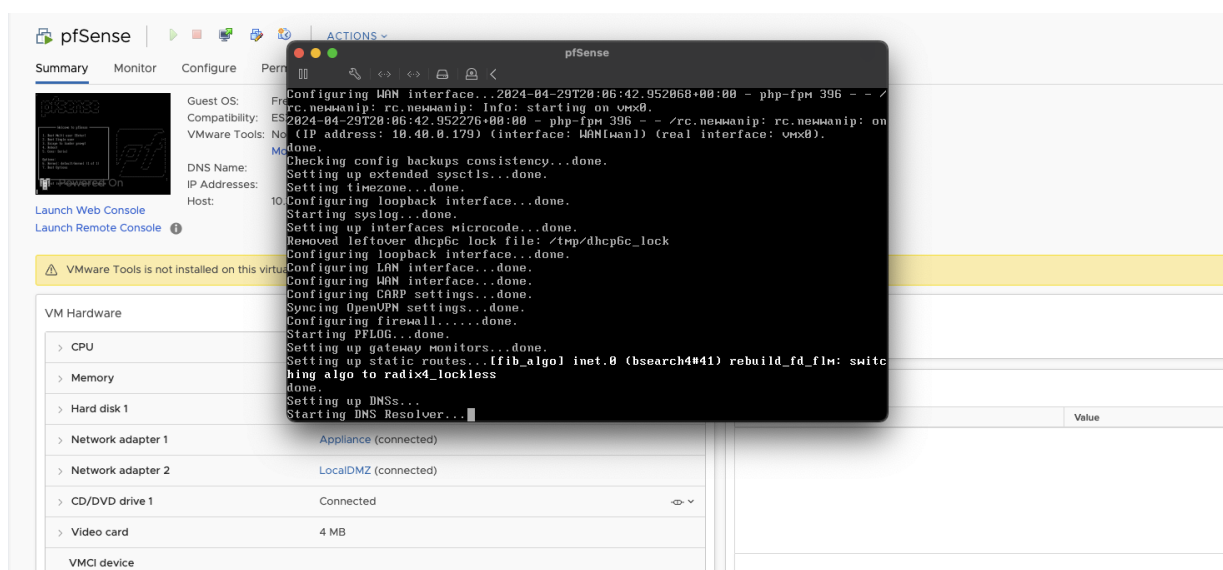 pfSense
ACTIONS
Summary
Monitor
Configure
Perm
Guest OS:
Fre
Compatibility:
ES
VMware Tools:
No
Mo
DNS Name:
IP Addresses:
Host:
10.
Powered On
Launch Web Console
Launch Remote Console
VMware Tools is not installed on this virtua
VM Hardware
CPU
Memory
Hard disk 1
Network adapter 1
Appliance (connected)
Network adapter 2
LocalDMZ (connected)
CD/DVD drive 1
Connected
Video card
4 MB
VMCI device
Value
pfSense
Configuring WAN interface...2024-04-29T20:06:42.952068+00:00 - php-fpm 396 - - /
rc.newwanip: rc.newwanip: Info: starting on vmx0.
2024-04-29T20:06:42.952276+00:00 - php-fpm 396 - - /rc.newwanip: rc.newwanip: on
(IP address: 10.40.0.179) (interface: WAN[wan]) (real interface: vmx0).
done.
Checking config backups consistency...done.
Setting up extended sysctls...done.
Setting timezone...done.
Configuring loopback interface...done.
Starting syslog...done.
Setting up interfaces microcode...done.
Removed leftover dhcp6c lock file: /tmp/dhcp6c_lock
Configuring loopback interface...done.
Configuring LAN interface...done.
Configuring WAN interface...done.
Configuring CARP settings...done.
Syncing OpenVPN settings...done.
Configuring firewall......done.
Starting PFLOG...done.
Setting up gateway monitors...done.
Setting up static routes...[fib_algo] inet.0 (bsearch4#41) rebuild_fd_flm: switc
hing algo to radix4_lockless
done.
Setting up DNSs...
Starting DNS Resolver...